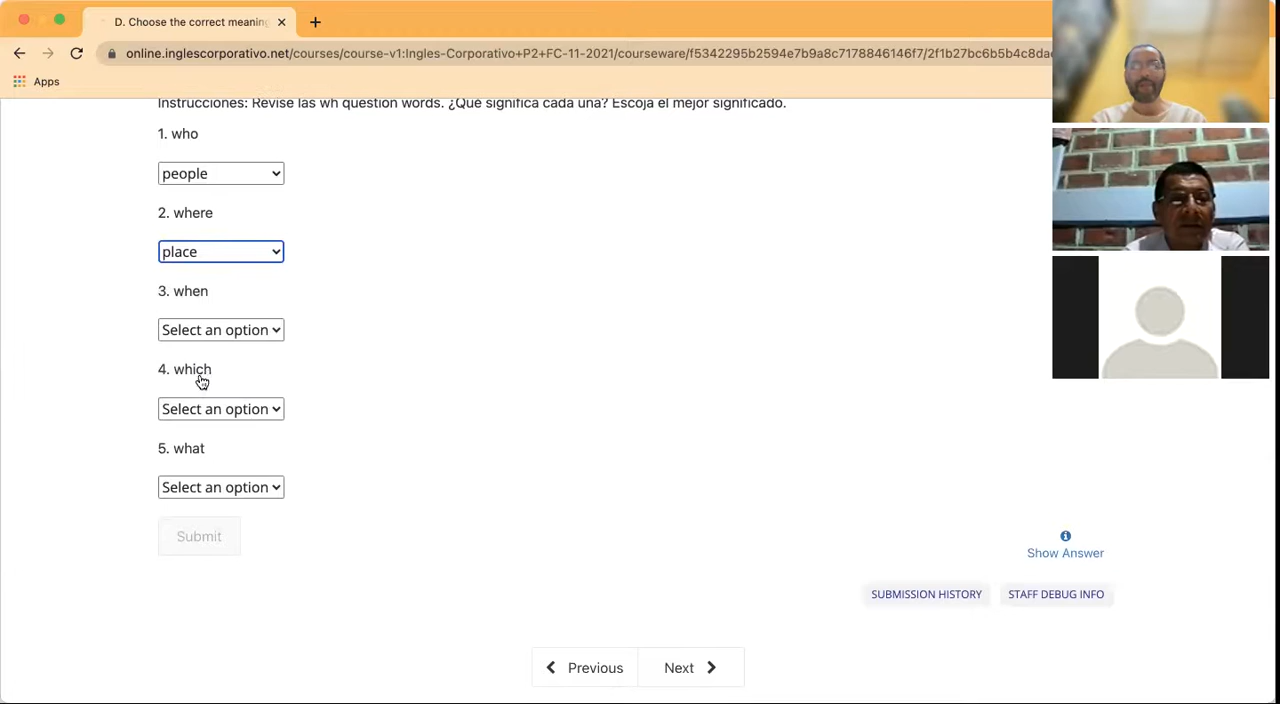 D. Choose the correct meaning
online.inglescorporativo.net/courses/course-v1:Ingles-Corporativo+P2+FC-11-2021/courseware/f5342295b2594e7b9a8c7178846146f7/2f1b27bc6b5b4c8dae
Apps
Instrucciones: Revise las wh question words. ¿Qué significa cada una? Escoja el mejor significado.
1. who
people
2. where
place
3. when
Select an option
4. which
Select an option
5. what
Select an option
Submit
Show Answer
SUBMISSION HISTORY
STAFF DEBUG INFO
Previous
Next